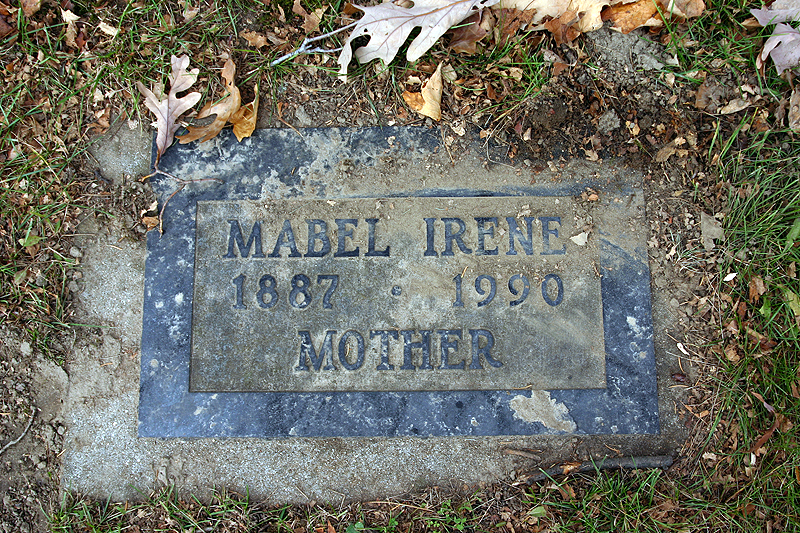 MABEL IRENE
1887 · 1990
MOTHER